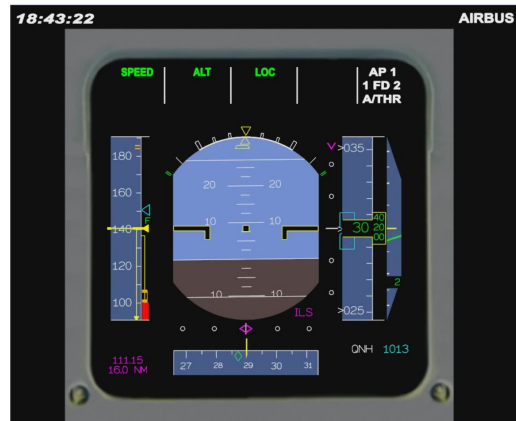 18:43:22 AIRBUS
SPEED ALT LOC AP 1
1 FD 2
A/THR
180 035
160 20 20
F 40
140 10 10 30 20
00
120
100 10 10 2
ILS 025
QNH 1013
111.15
16.0 NM
27 28 29 30 31